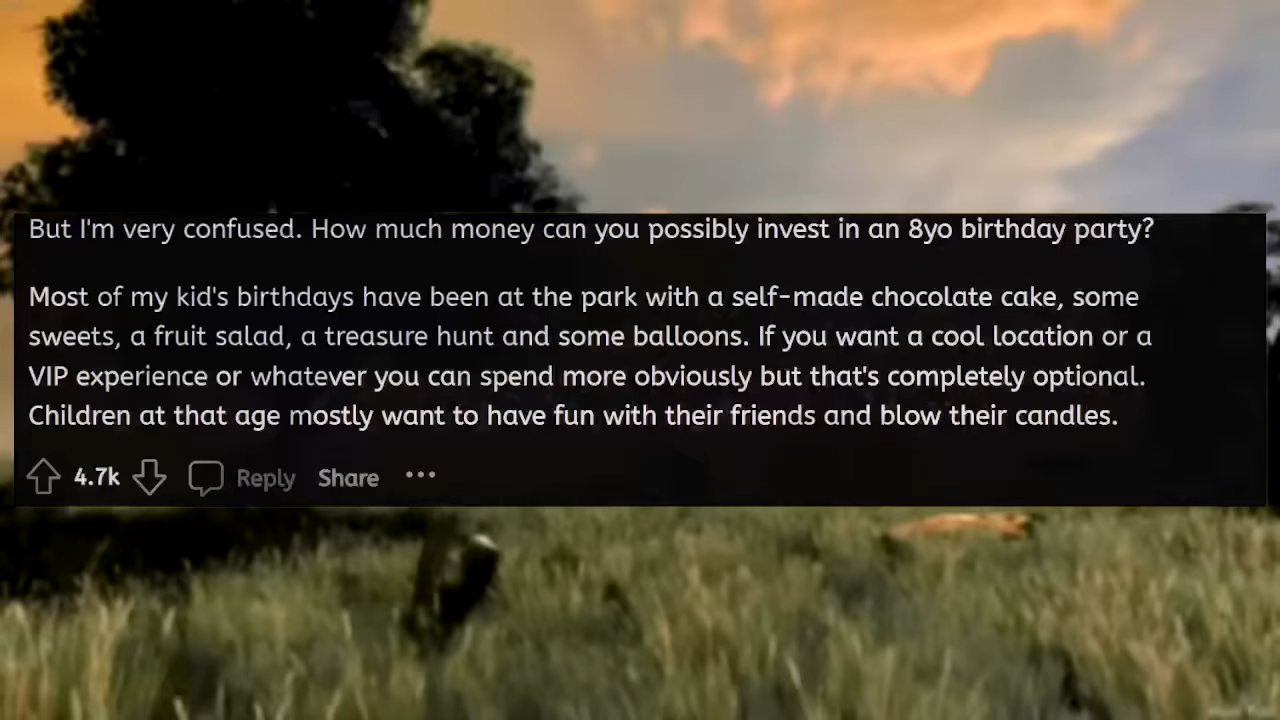 But I'm very confused. How much money can you possibly invest in an 8yo birthday party?
Most of my kid's birthdays have been at the park with a self-made chocolate cake, some
sweets, a fruit salad, a treasure hunt and some balloons. If you want a cool location or a
VIP experience or whatever you can spend more obviously but that's completely optional.
Children at that age mostly want to have fun with their friends and blow their candles.
4.7k Reply Share ···